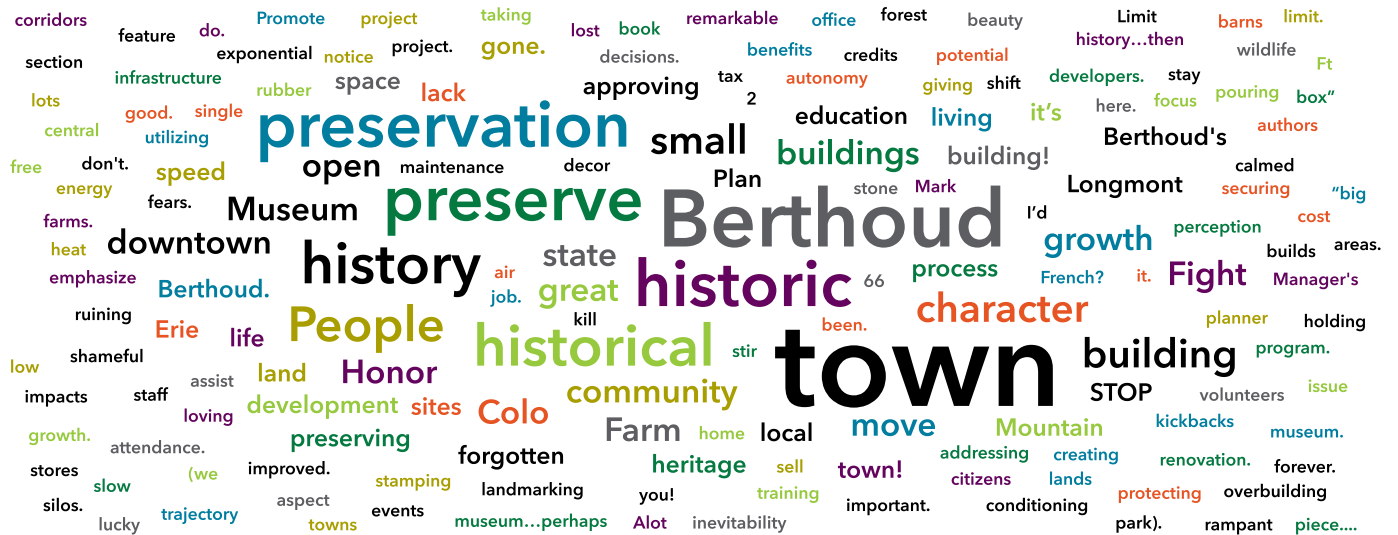 corridors do. Promote project taking lost book remarkable office forest beauty Limit barns limit.
feature exponential notice project. gone. decisions. benefits credits potential history…then wildlife
section infrastructure rubber space lack approving tax 2 autonomy giving shift developers. stay Ft
lots good. single preservation small education living it's here. focus pouring box”
central utilizing buildings building! Berthoud's authors
free don't. speed open maintenance decor Plan calmed
energy fears. Museum preserve Berthoud stone Mark I'd Longmont securing “big
farms. downtown history state growth perception cost
heat emphasize air great historic 66 process French? it. Fight builds areas.
Berthoud. job. Manager's
ruining Erie life People kill historical stir been. character planner holding
low shameful town building program.
impacts staff assist land Honor community STOP volunteers issue
loving development sites Colo
growth. attendance. preserving Farm home local move Mountain kickbacks museum.
stores (we improved. forgotten heritage sell town! addressing creating renovation. forever.
slow stamping landmarking training citizens lands
silos. aspect events you! important. conditioning protecting overbuilding
lucky trajectory towns museum…perhaps Alot inevitability park). rampant piece....